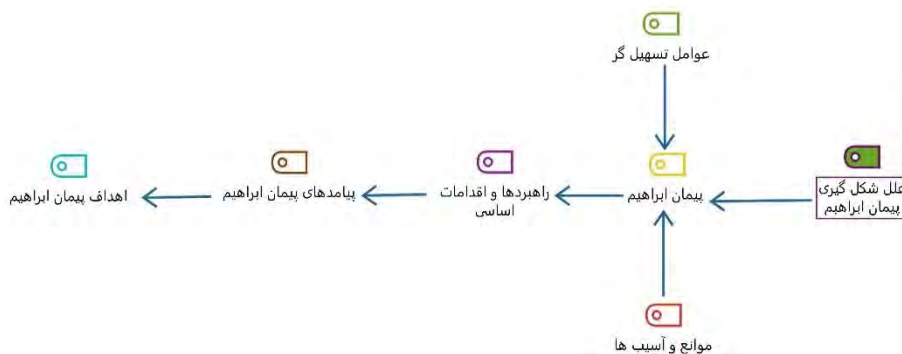 عوامل تسهیل گر
علل شکل گیری
پیمان ابراهیم
پیمان ابراهیم
راهبردها و اقدامات
اساسی
پیامدهای پیمان ابراهیم
اهداف پیمان ابراهیم
موانع و آسیب ها